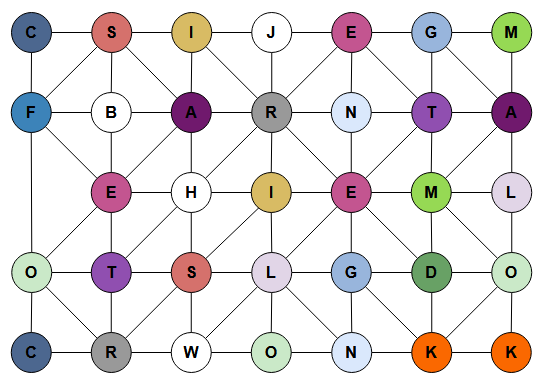 C S I J E G M
F B A R N T A
E H I E M L
O T S L G D O
C R W O N K K